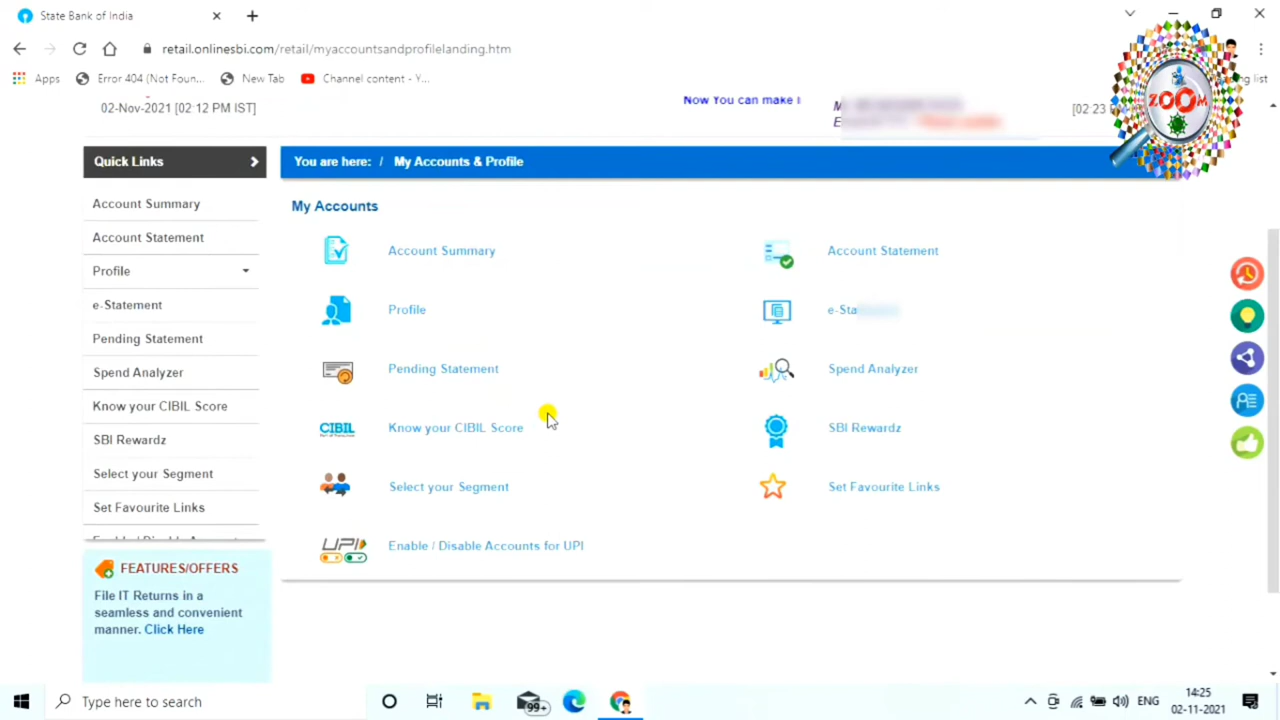 State Bank of India
retail.onlinesbi.com/retail/myaccountsandprofilelanding.htm
Apps
Error 404 (Not Foun...
New Tab
Channel content - Y...
02-Nov-2021 [02:12 PM IST]
Now You can make
[02:23
ZOOM
Quick Links
You are here: / My Accounts & Profile
Account Summary
Account Statement
Profile
e-Statement
Pending Statement
Spend Analyzer
Know your CIBIL Score
SBI Rewardz
Select your Segment
Set Favourite Links
My Accounts
Account Summary
Account Statement
Profile
e-Sta
Pending Statement
Spend Analyzer
CIBIL
Know your CIBIL Score
SBI Rewardz
Select your Segment
Set Favourite Links
UPI
Enable / Disable Accounts for UPI
FEATURES/OFFERS
File IT Returns in a
seamless and convenient
manner. Click Here
Type here to search
99+
ENG
14:25
02-11-2021